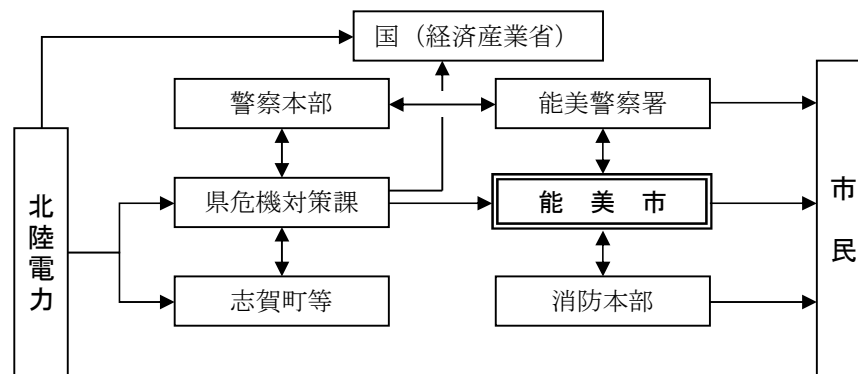 国（経済産業省）
警察本部
能美警察署
北陸電力
県危機対策課
能美市
市民
志賀町等
消防本部